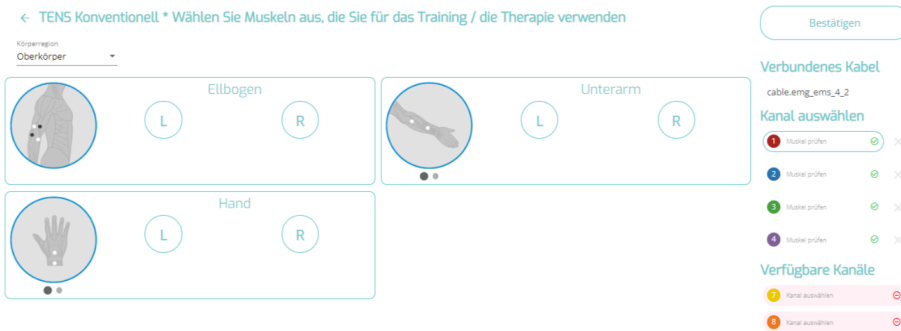 ← TENS Konventionell * Wählen Sie Muskeln aus, die Sie für das Training / die Therapie verwenden
Bestätigen
Körperregion
Oberkörper
Ellbogen
L R
Unterarm
L R
Hand
L R
Verbundenes Kabel
cable.emg_ems_4_2
Kanal auswählen
1 Muskel prüfen
2 Muskel prüfen
3 Muskel prüfen
4 Muskel prüfen
Verfügbare Kanäle
7 Kanal auswählen
8 Kanal auswählen